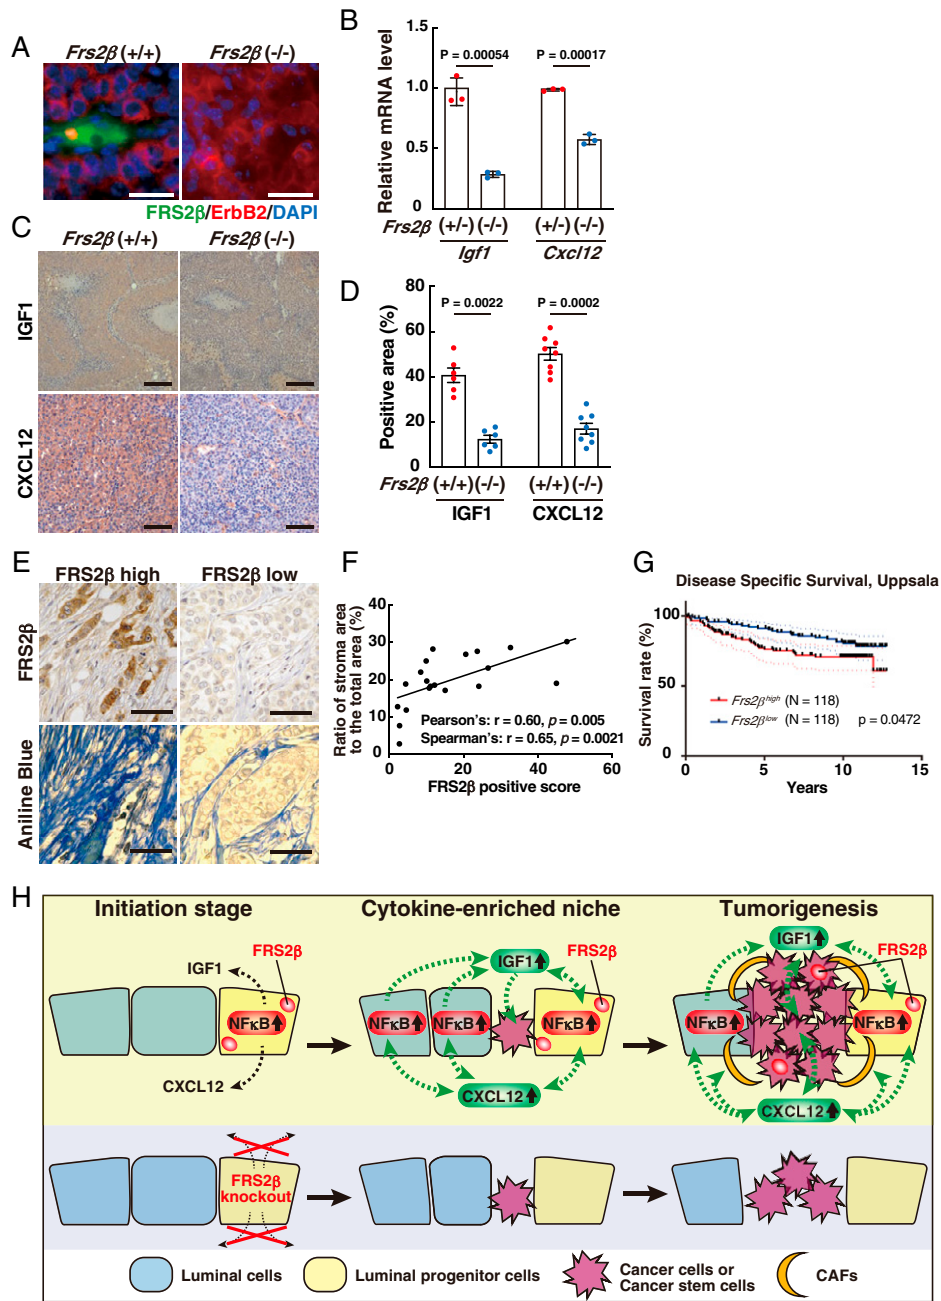 A
Frs2β (+/+)
Frs2β (-/-)
FRS2β/ErbB2/DAPI
B
Relative mRNA level
1.5
1.0
0.5
0
P = 0.00054
P = 0.00017
Frs2β (+/-) (-/-) (+/-) (-/-)
Igf1
Cxcl12
C
Frs2β (+/+)
Frs2β (-/-)
IGF1
CXCL12
D
Positive area (%)
80
60
40
20
0
P = 0.0022
P = 0.0002
Frs2β (+/+) (-/-) (+/+) (-/-)
IGF1
CXCL12
E
FRS2β high
FRS2β low
FRS2β
Aniline Blue
F
Ratio of stroma area
to the total area (%)
40
30
20
10
0
Pearson's: r = 0.60, p = 0.005
Spearman's: r = 0.65, p = 0.0021
0 20 40 60
FRS2β positive score
G
Disease Specific Survival, Uppsala
Survival rate (%)
100
50
0
Frs2βhigh (N = 118)
Frs2βlow (N = 118) p = 0.0472
0 5 10 15
Years
H
Initiation stage
Cytokine-enriched niche
Tumorigenesis
IGF1
FRS2β
NFκB
CXCL12
IGF1
FRS2β
NFκB
NFκB
NFκB
CXCL12
IGF1
FRS2β
NFκB
NFκB
CXCL12
FRS2β
knockout
Luminal cells
Luminal progenitor cells
Cancer cells or
Cancer stem cells
CAFs